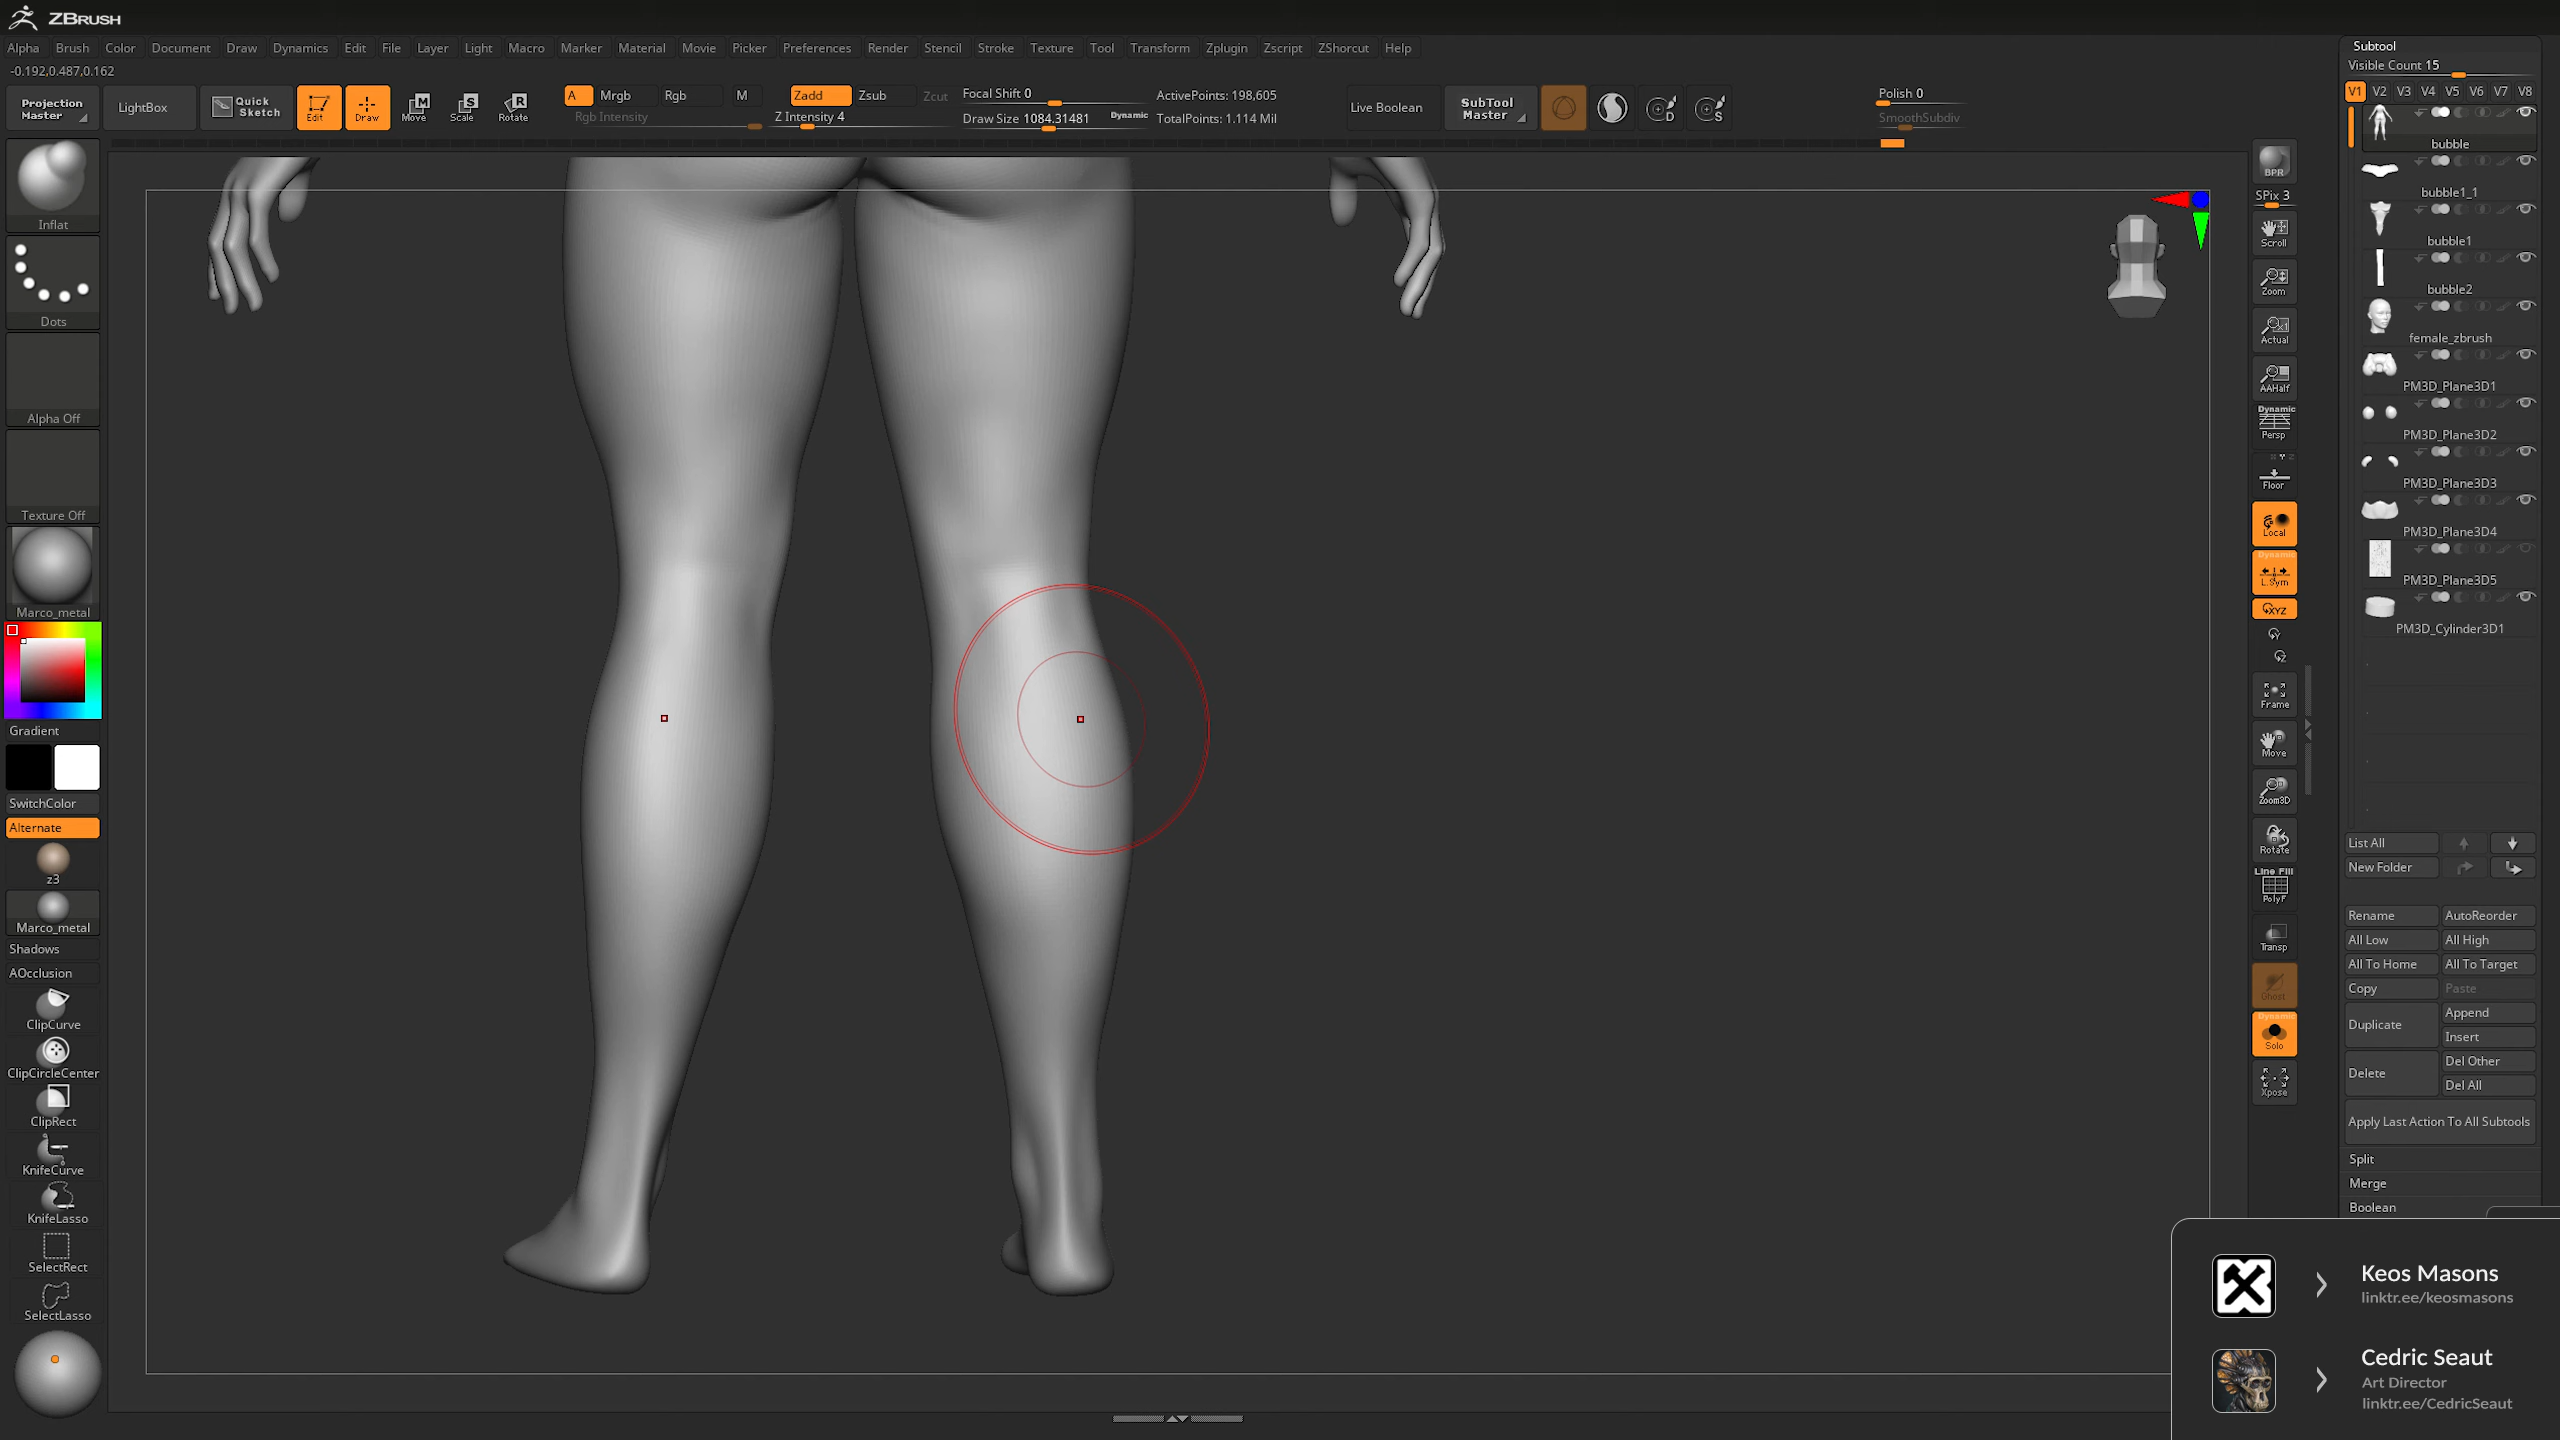 ZBRUSH
Alpha Brush Color Document Draw Dynamics Edit File Layer Light Macro Marker Material Movie Picker Preferences Render Stencil Stroke Texture Tool Transform Zplugin Zscript ZShorcut Help
-0.192,0.487,0.162
Projection Master
LightBox
Quick Sketch
Edit
Draw
Move
Scale
Rotate
A Mrgb Rgb M
Rgb Intensity
Zadd Zsub Zcut
Z Intensity 4
Focal Shift 0
Draw Size 1084.31481
Dynamic
ActivePoints: 198,605
TotalPoints: 1.114 Mil
Live Boolean
SubTool Master
Polish 0
SmoothSubdiv
Inflat
Dots
Alpha Off
Texture Off
Marco_metal
Gradient
SwitchColor
Alternate
z3
Marco_metal
Shadows
AOcclusion
ClipCurve
ClipCircleCenter
ClipRect
KnifeCurve
KnifeLasso
SelectRect
SelectLasso
BPR
SPix 3
Scroll
Zoom
Actual
AAHalf
Dynamic
Persp
Floor
Local
Dynamic
L.Sym
XYZ
Frame
Move
Zoom3D
Rotate
Line Fill
PolyF
Transp
Ghost
Dynamic
Solo
Xpose
Subtool
Visible Count 15
V1 V2 V3 V4 V5 V6 V7 V8
bubble
bubble1_1
bubble1
bubble2
female_zbrush
PM3D_Plane3D1
PM3D_Plane3D2
PM3D_Plane3D3
PM3D_Plane3D4
PM3D_Plane3D5
PM3D_Cylinder3D1
List All
New Folder
Rename AutoReorder
All Low All High
All To Home All To Target
Copy Paste
Duplicate Append
Insert
Delete Del Other
Del All
Apply Last Action To All Subtools
Split
Merge
Boolean
Keos Masons
linktr.ee/keosmasons
Cedric Seaut
Art Director
linktr.ee/CedricSeaut